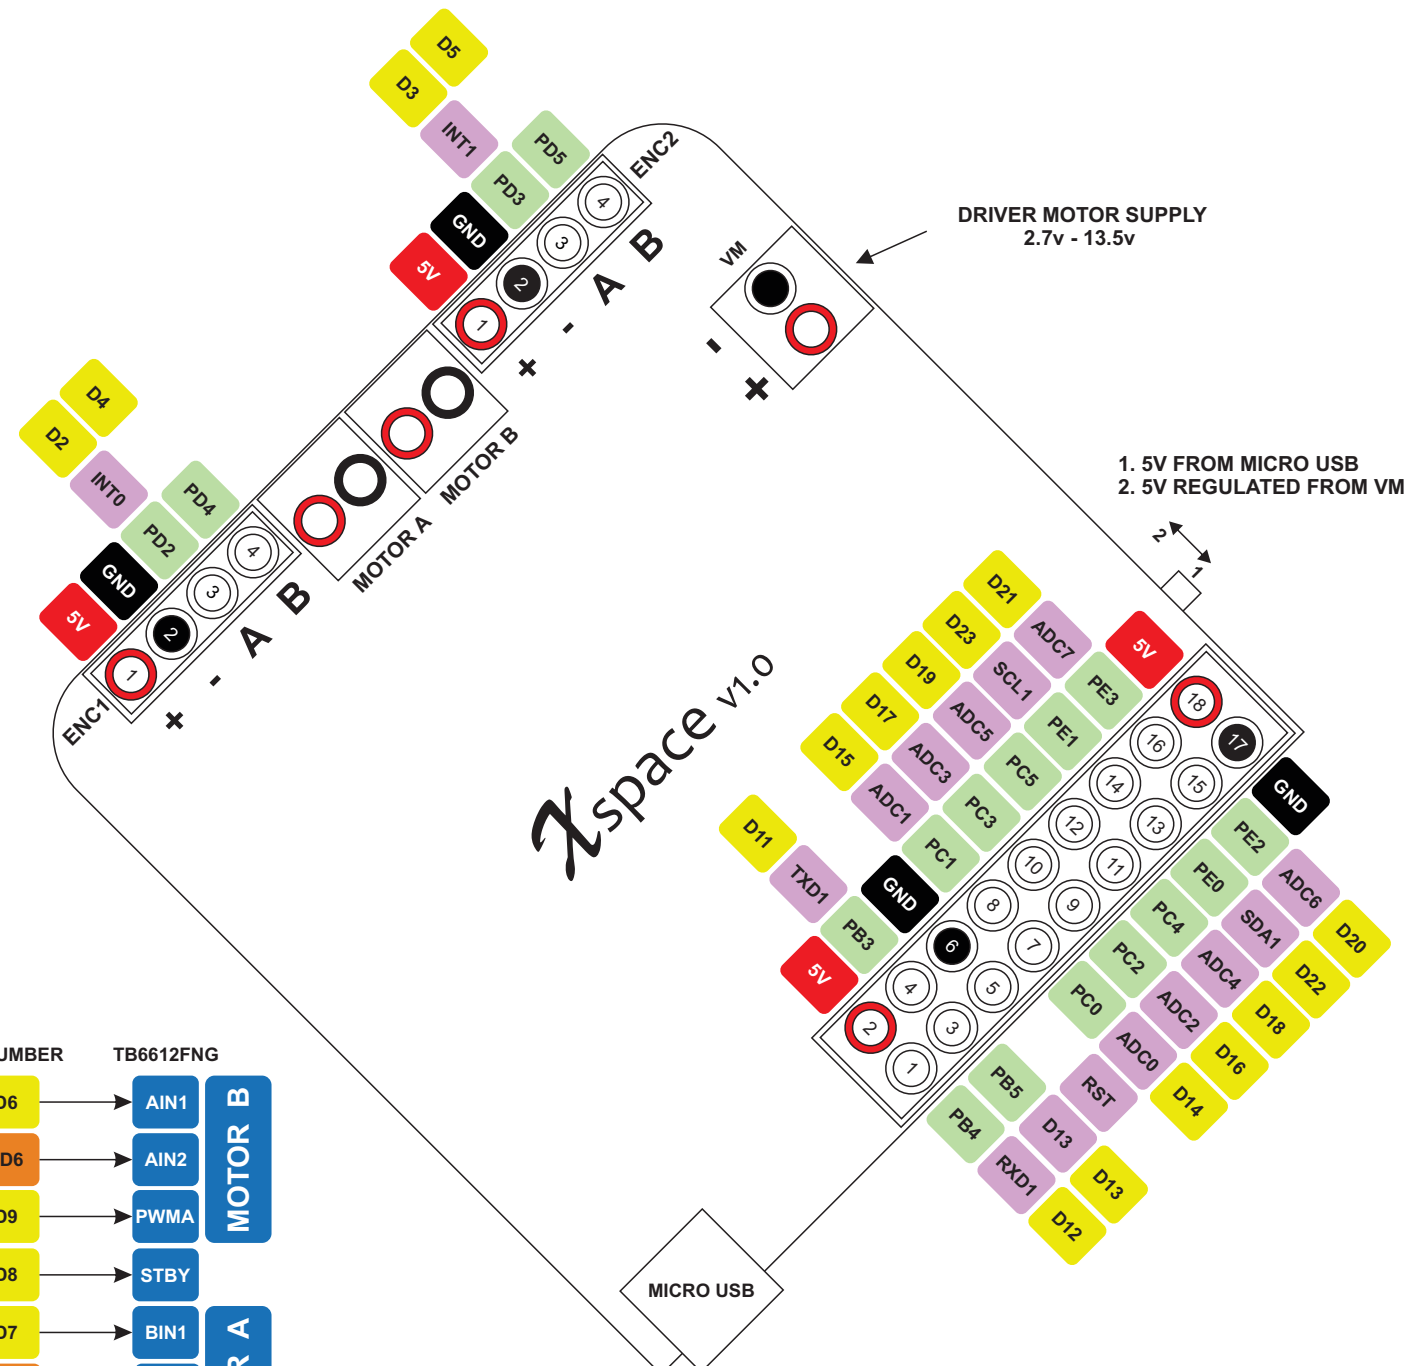 D5
D3
INT1
PD5
PD3
GND
5V
ENC2
4
3
2
1
+ - A B
VM
- +
DRIVER MOTOR SUPPLY
2.7v - 13.5v
D4
D2
INT0
PD4
PD2
GND
5V
ENC1
4
3
2
1
+ - A B
MOTOR B
MOTOR A
1. 5V FROM MICRO USB
2. 5V REGULATED FROM VM
2
1
Xspace v1.0
D21
ADC7
PE3
5V
D23
SCL1
PE1
D19
ADC5
PC5
D17
ADC3
PC3
D15
ADC1
PC1
GND
D11
TXD1
PB3
5V
18
17
16
15
14
13
12
11
10
9
8
7
6
5
4
3
2
1
GND
PE2
ADC6
D20
PE0
SDA1
D22
PC4
ADC4
D18
PC2
ADC2
D16
PC0
ADC0
D14
RST
PB5
D13
D13
PB4
RXD1
D12
MICRO USB
UMBER
TB6612FNG
D6
AIN1
D6
AIN2
D9
PWMA
MOTOR B
D8
STBY
D7
BIN1
R A